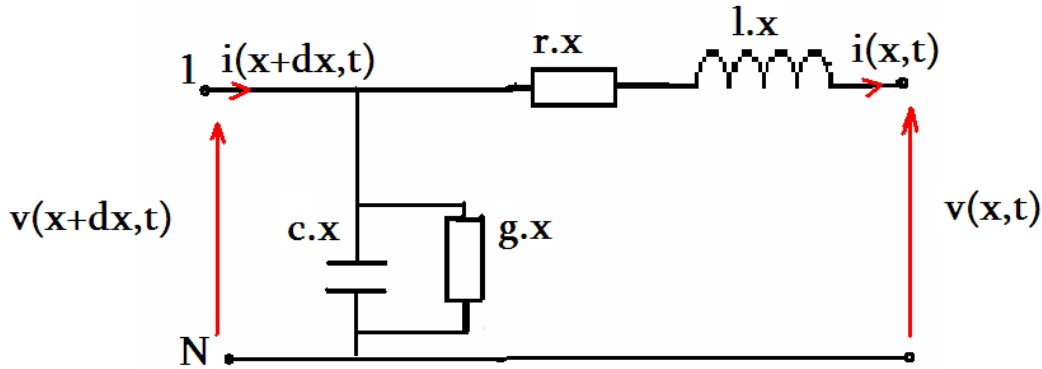 l.x
r.x
i(x+dx,t)
i(x,t)
1
v(x+dx,t)
v(x,t)
c.x
g.x
N